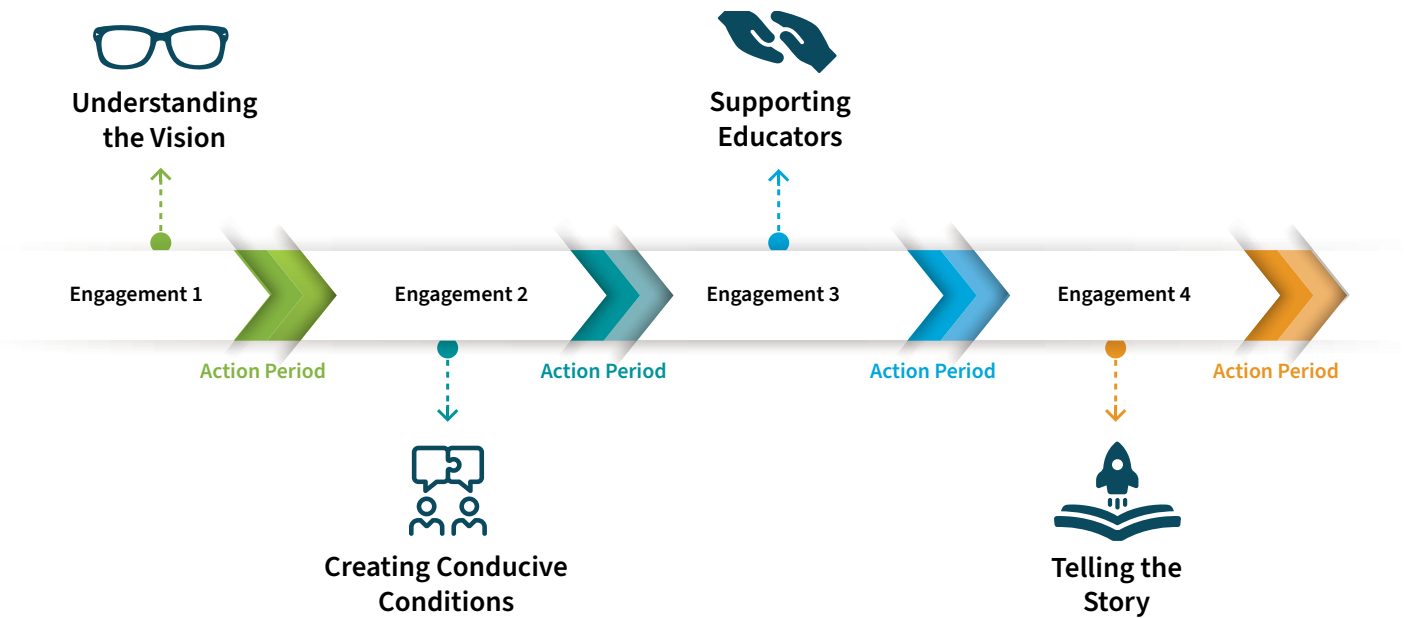 Understanding
the Vision
Supporting
Educators
Engagement 1
Engagement 2
Engagement 3
Engagement 4
Action Period
Action Period
Action Period
Action Period
Creating Conducive
Conditions
Telling the
Story